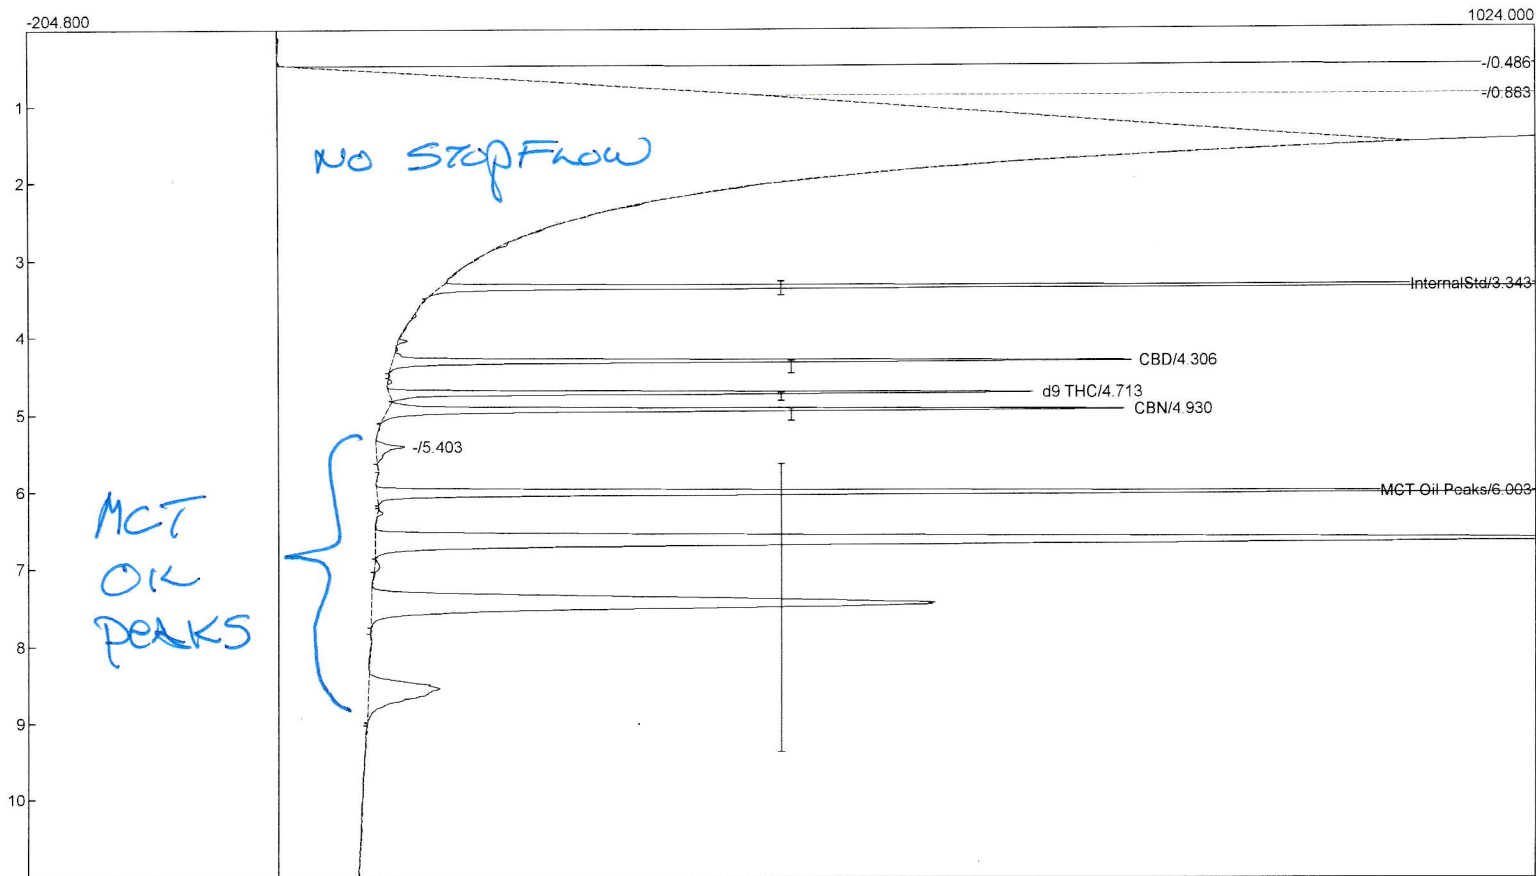 -204.800
1024.000
-/0.486
-/0.883
1
NO STOPFLOW
2
3
InternalStd/3.343
4
CBD/4.306
d9 THC/4.713
CBN/4.930
5
-/5.403
6
MCT Oil Peaks/6.003
MCT
OIL
PEAKS
7
8
9
10